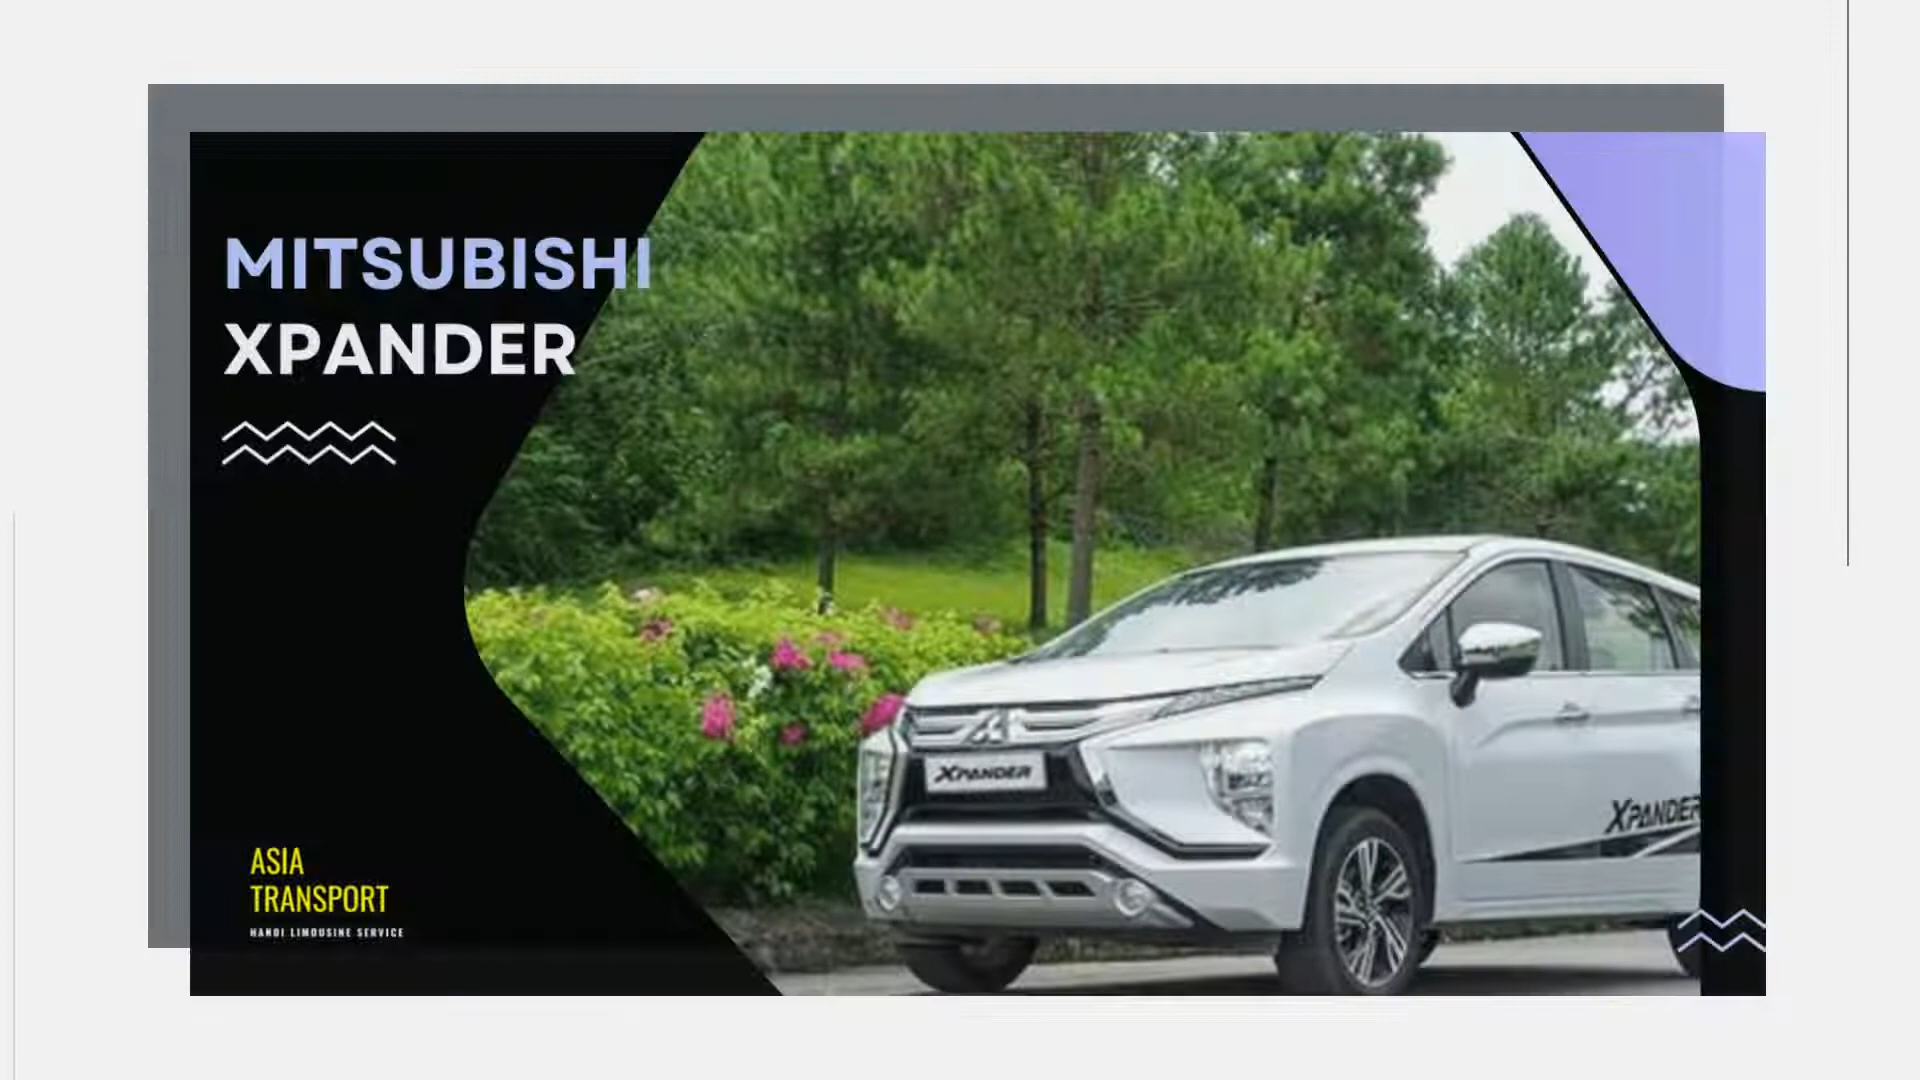 MITSUBISHI
XPANDER
XPANDER
XPANDER
ASIA
TRANSPORT
HANOI LIMOUSINE SERVICE